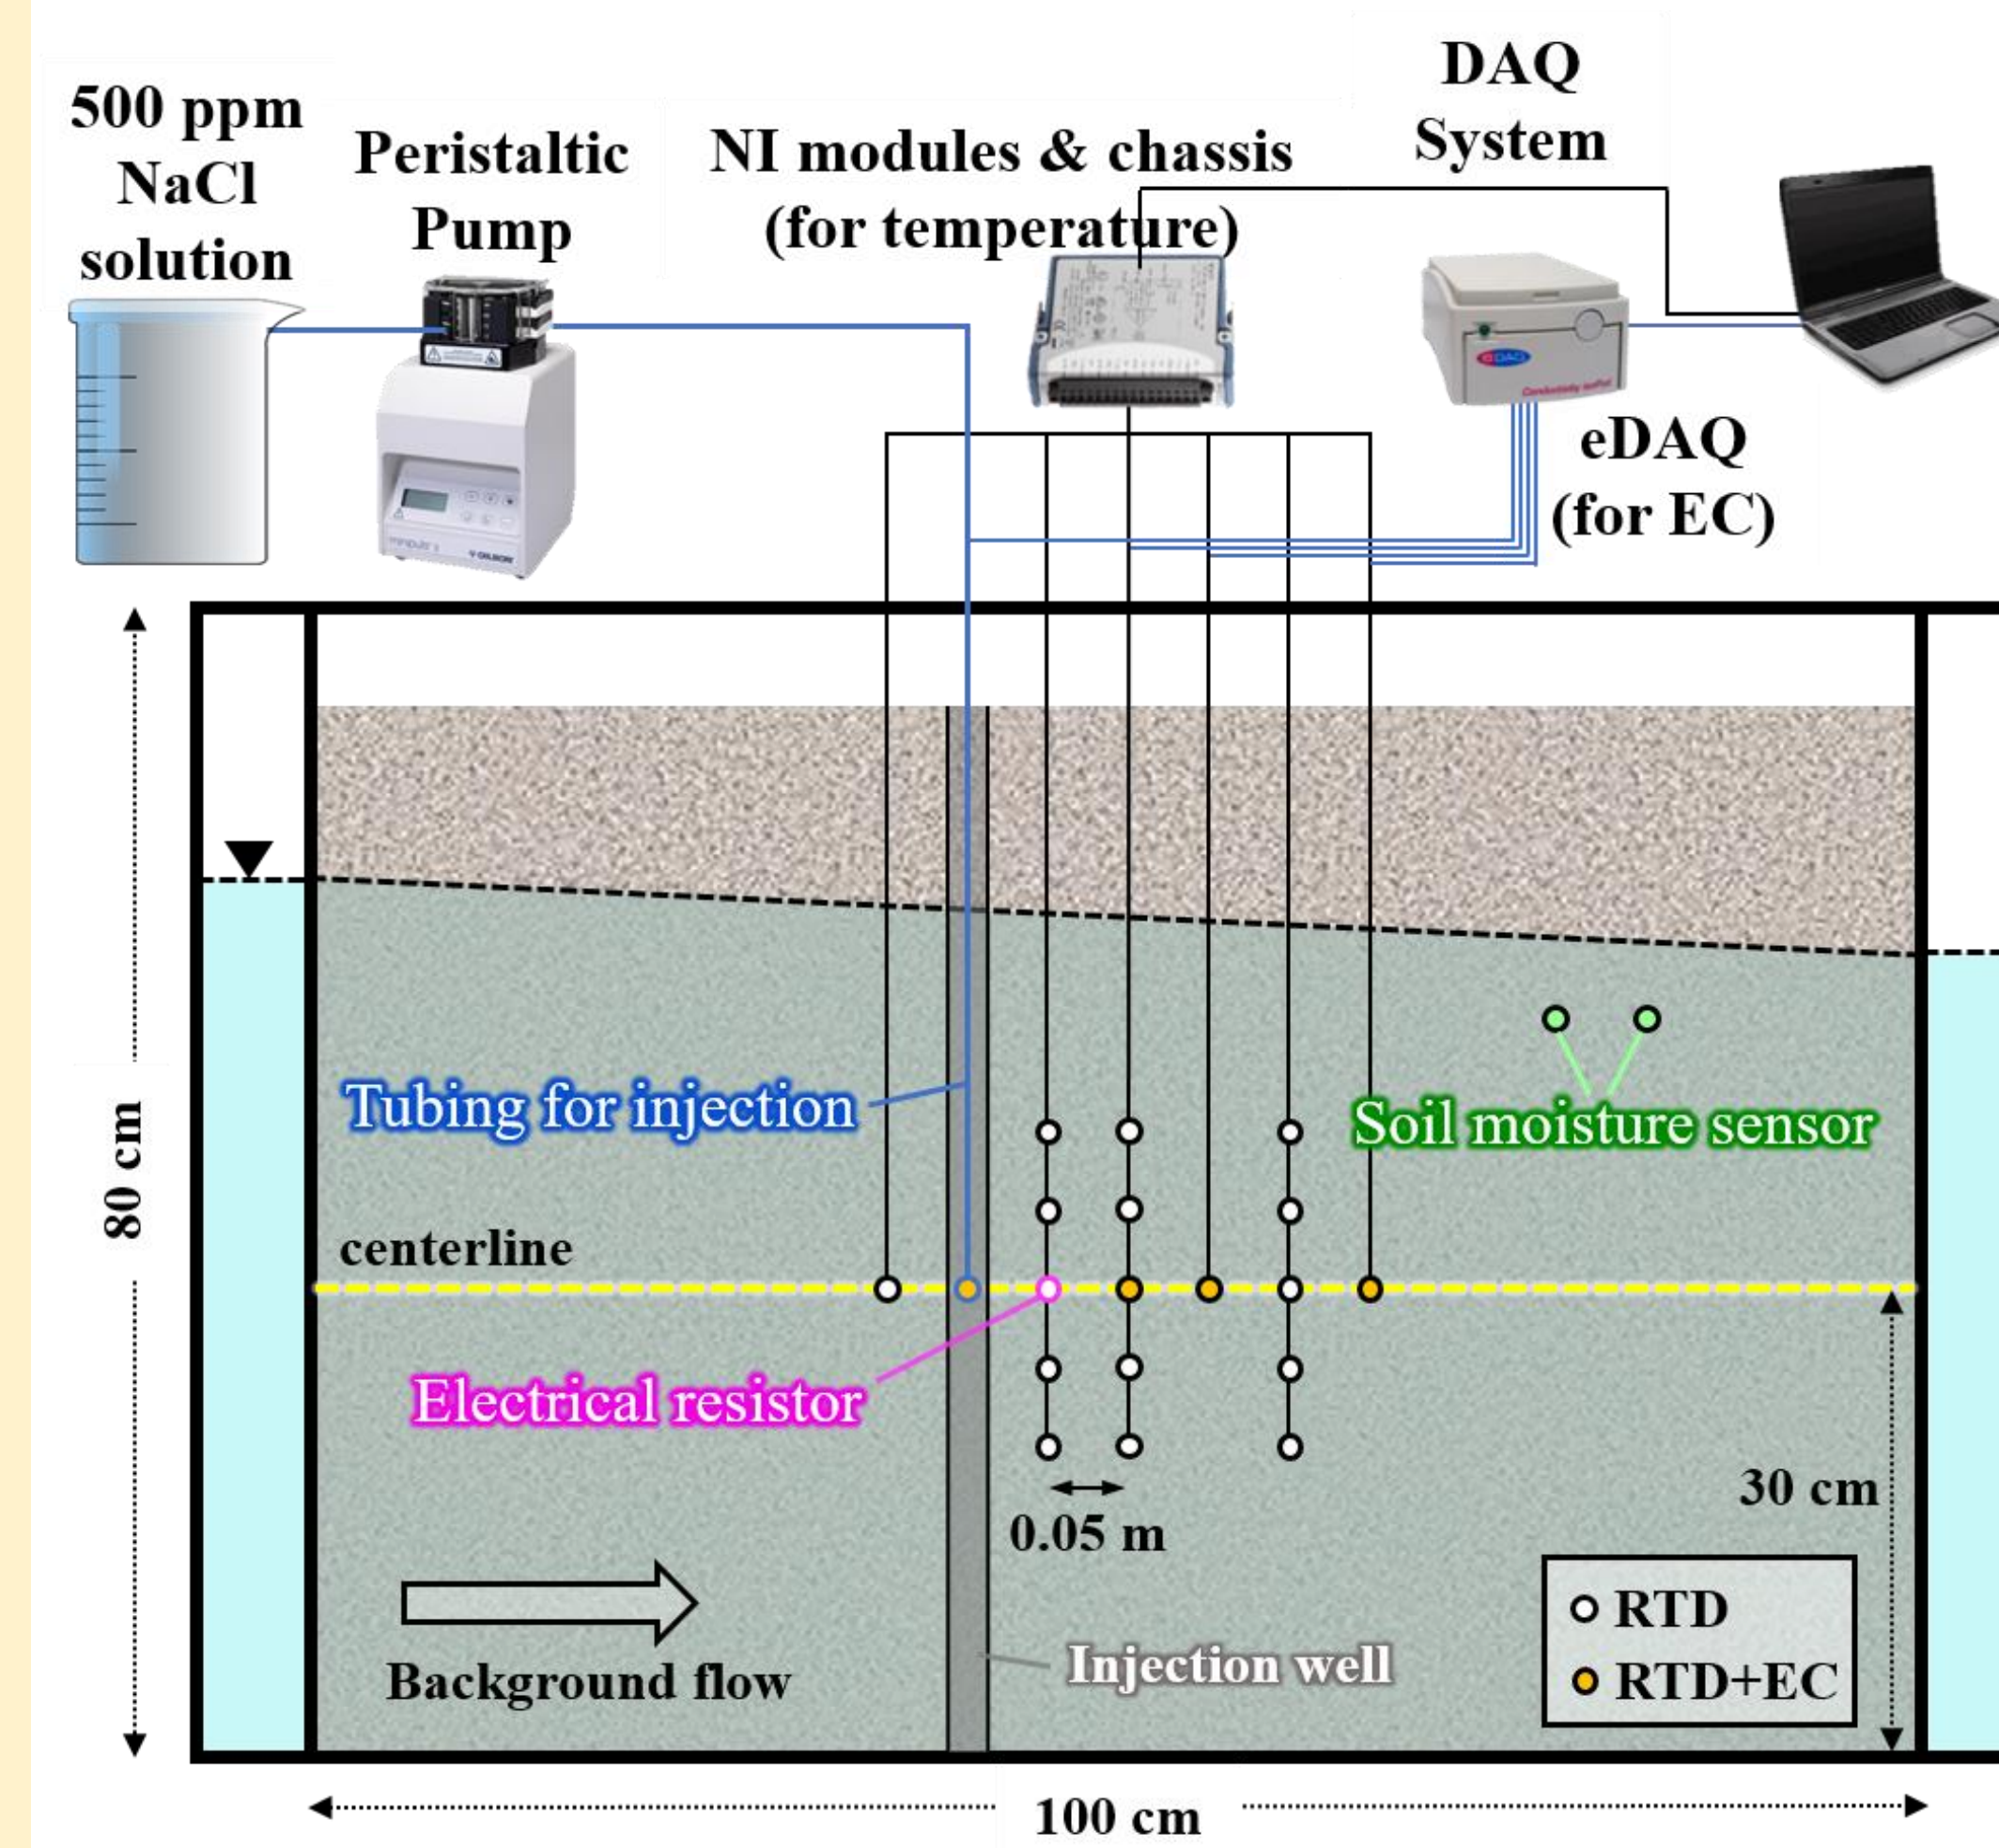 500 ppm
NaCl
solution
Peristaltic
Pump
NI modules & chassis
(for temperature)
DAQ
System
eDAQ
(for EC)
80 cm
Tubing for injection
Soil moisture sensor
centerline
Electrical resistor
0.05 m
30 cm
Background flow
Injection well
RTD
RTD+EC
100 cm